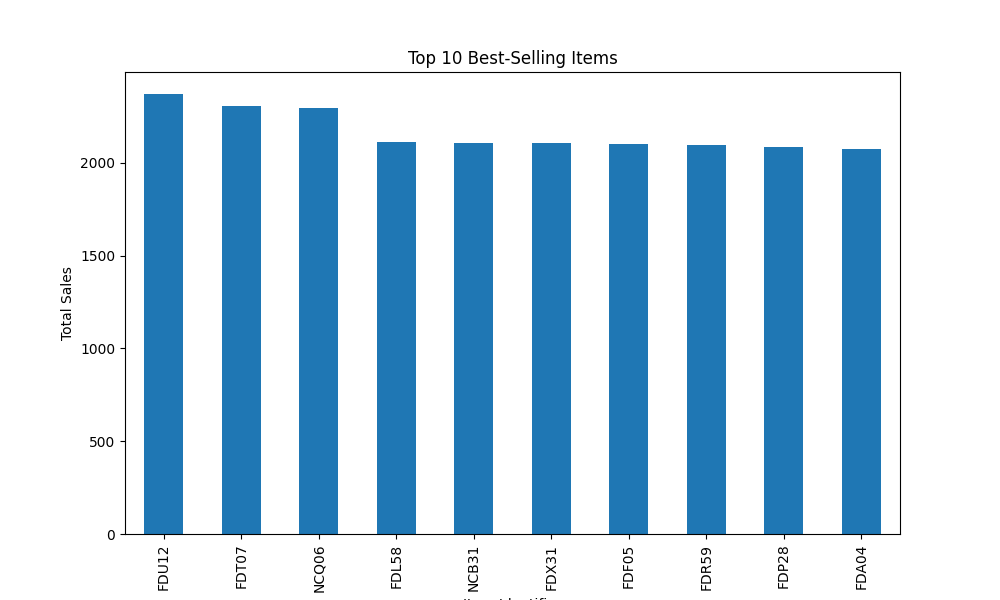 Top 10 Best-Selling Items
Total Sales
2000
1500
1000
500
0
FDU12
FDT07
NCQ06
FDL58
NCB31
FDX31
FDF05
FDR59
FDP28
FDA04